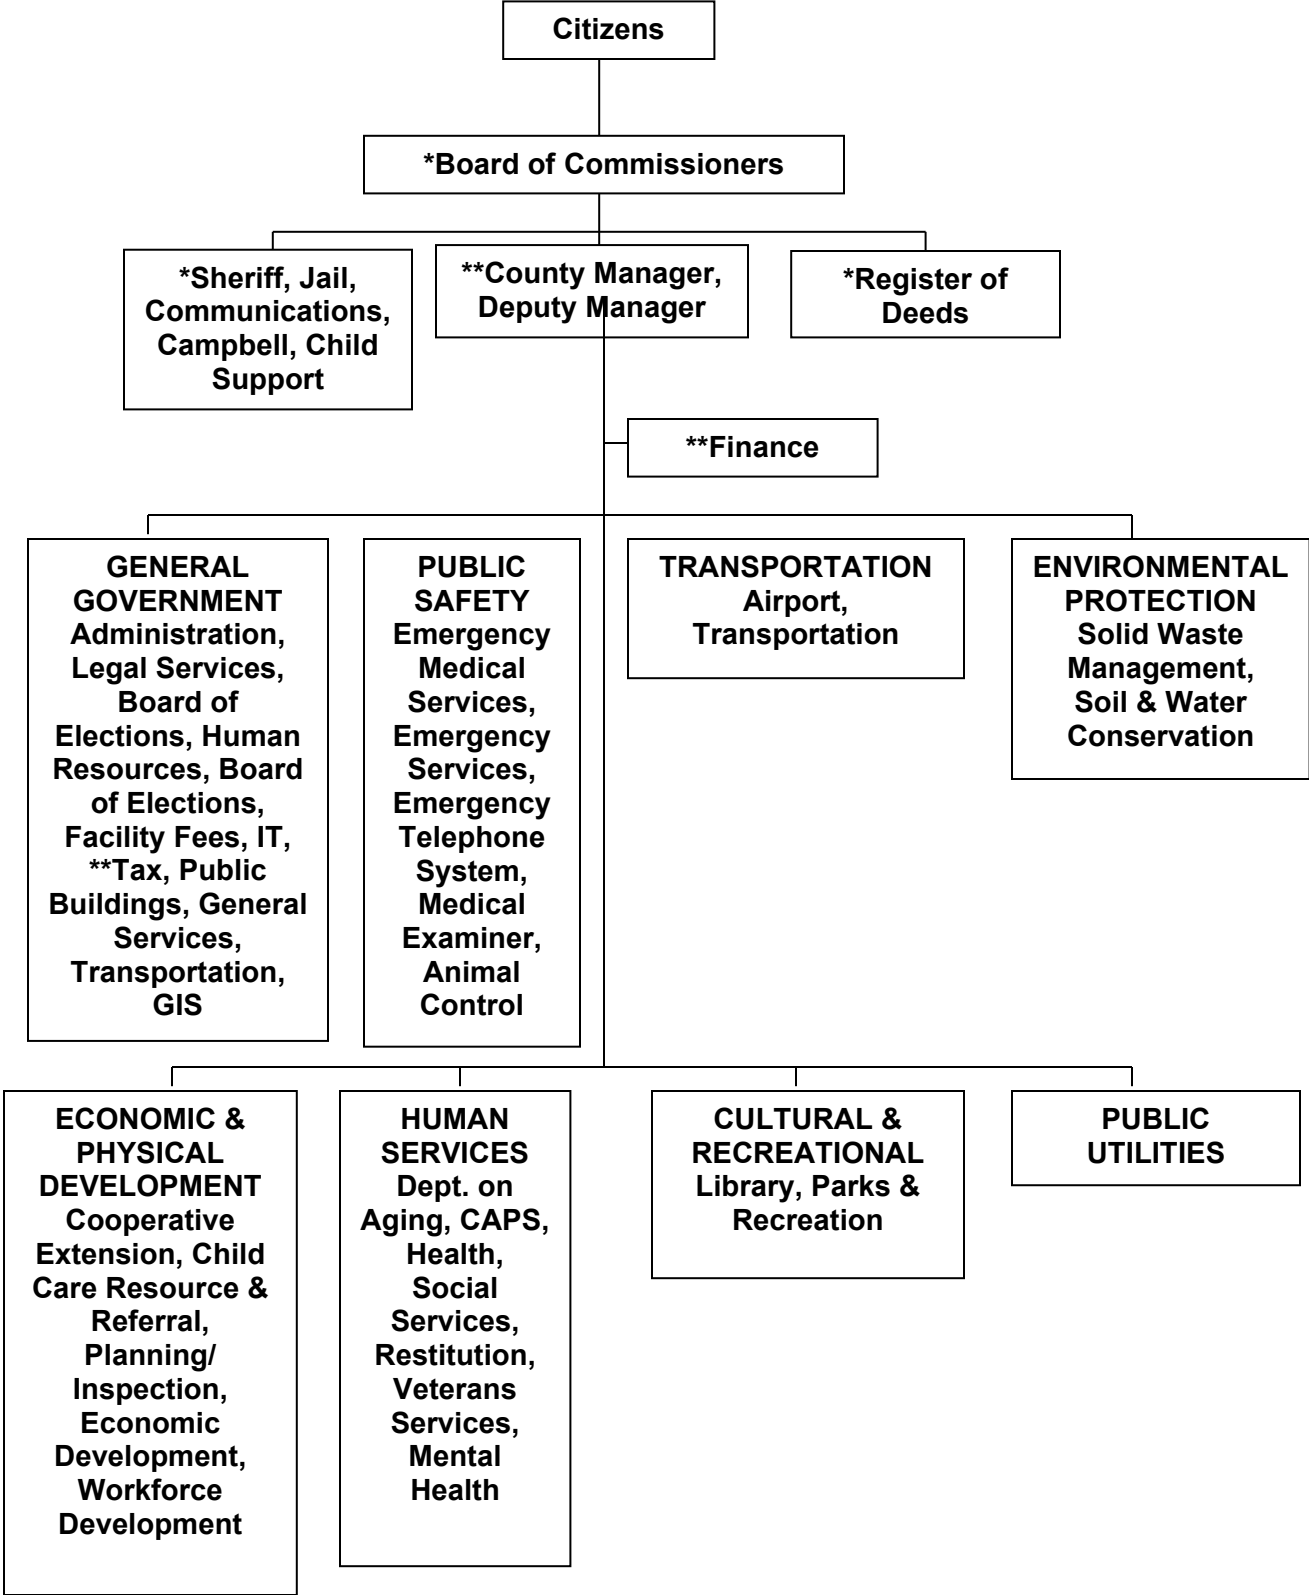 Citizens
*Board of Commissioners
*Sheriff, Jail,
Communications,
Campbell, Child
Support
**County Manager,
Deputy Manager
*Register of
Deeds
**Finance
GENERAL
GOVERNMENT
Administration,
Legal Services,
Board of
Elections, Human
Resources, Board
of Elections,
Facility Fees, IT,
**Tax, Public
Buildings, General
Services,
Transportation,
GIS
PUBLIC
SAFETY
Emergency
Medical
Services,
Emergency
Services,
Emergency
Telephone
System,
Medical
Examiner,
Animal
Control
TRANSPORTATION
Airport,
Transportation
ENVIRONMENTAL
PROTECTION
Solid Waste
Management,
Soil & Water
Conservation
ECONOMIC &
PHYSICAL
DEVELOPMENT
Cooperative
Extension, Child
Care Resource &
Referral,
Planning/
Inspection,
Economic
Development,
Workforce
Development
HUMAN
SERVICES
Dept. on
Aging, CAPS,
Health,
Social
Services,
Restitution,
Veterans
Services,
Mental
Health
CULTURAL &
RECREATIONAL
Library, Parks &
Recreation
PUBLIC
UTILITIES